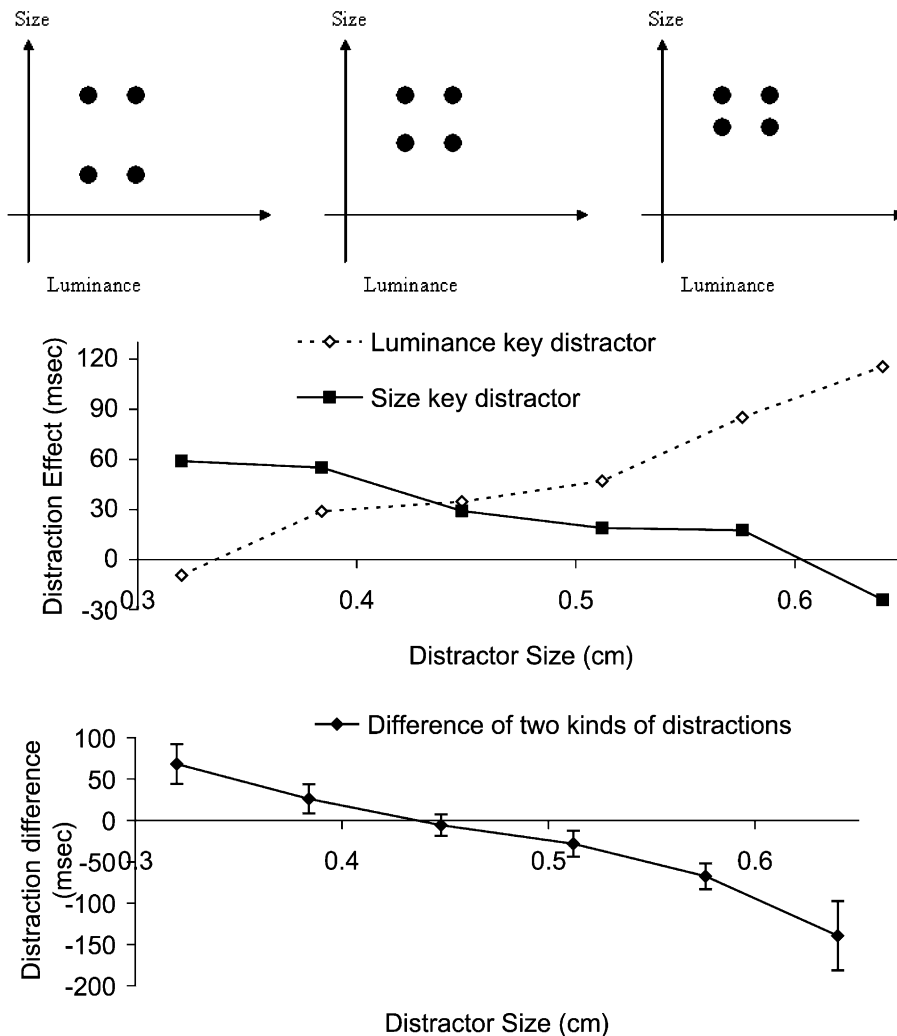 Size Size Size
Luminance Luminance Luminance
Luminance key distractor
Size key distractor
Distraction Effect (msec)
120
90
60
30
0
-30
0.3 0.4 0.5 0.6
Distractor Size (cm)
Difference of two kinds of distractions
Distraction difference
(msec)
100
50
0
-50
-100
-150
-200
0.3 0.4 0.5 0.6
Distractor Size (cm)